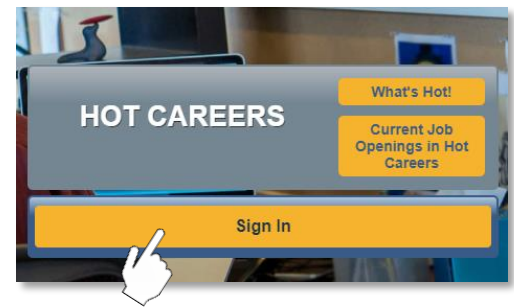 HOT CAREERS
What's Hot!
Current Job
Openings in Hot
Careers
Sign In